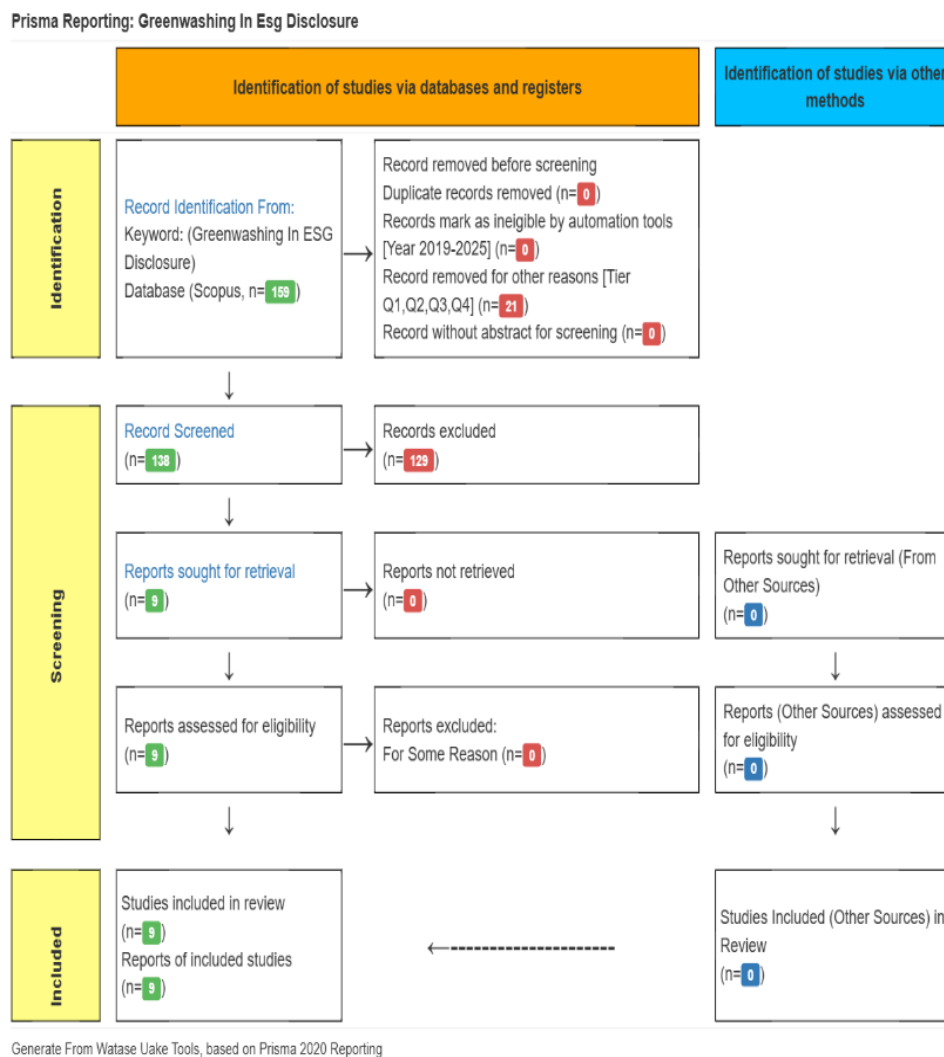 Prisma Reporting: Greenwashing In Esg Disclosure
Identification of studies via databases and registers
Identification of studies via other
methods
Identification
Record Identification From:
Keyword: (Greenwashing In ESG
Disclosure)
Database (Scopus, n=159)
Record removed before screening
Duplicate records removed (n=0)
Records mark as ineligible by automation tools
[Year 2019-2025] (n=0)
Record removed for other reasons [Tier
Q1,Q2,Q3,Q4] (n=21)
Record without abstract for screening (n=0)
Screening
Record Screened
(n=138)
Records excluded
(n=129)
Reports sought for retrieval
(n=9)
Reports not retrieved
(n=0)
Reports sought for retrieval (From
Other Sources)
(n=0)
Reports assessed for eligibility
(n=9)
Reports excluded:
For Some Reason (n=0)
Reports (Other Sources) assessed
for eligibility
(n=0)
Included
Studies included in review
(n=9)
Reports of included studies
(n=9)
Studies Included (Other Sources) in
Review
(n=0)
Generate From Watase Uake Tools, based on Prisma 2020 Reporting